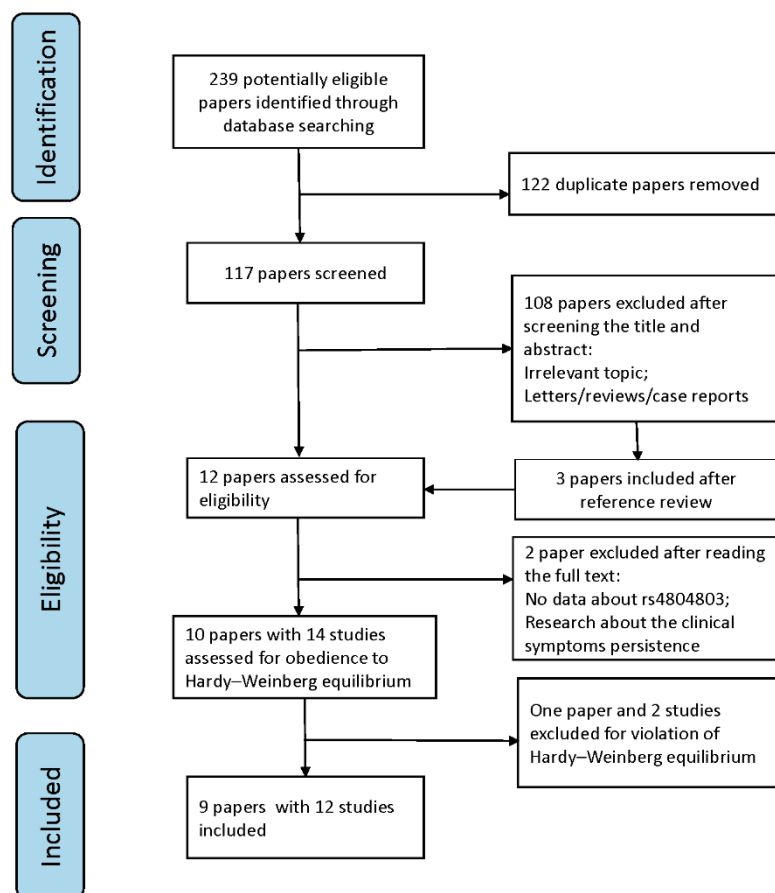 Identification
239 potentially eligible
papers identified through
database searching
122 duplicate papers removed
Screening
117 papers screened
108 papers excluded after
screening the title and
abstract:
Irrelevant topic;
Letters/reviews/case reports
Eligibility
12 papers assessed for
eligibility
3 papers included after
reference review
2 paper excluded after reading
the full text:
No data about rs4804803;
Research about the clinical
symptoms persistence
10 papers with 14 studies
assessed for obedience to
Hardy–Weinberg equilibrium
One paper and 2 studies
excluded for violation of
Hardy–Weinberg equilibrium
Included
9 papers with 12 studies
included